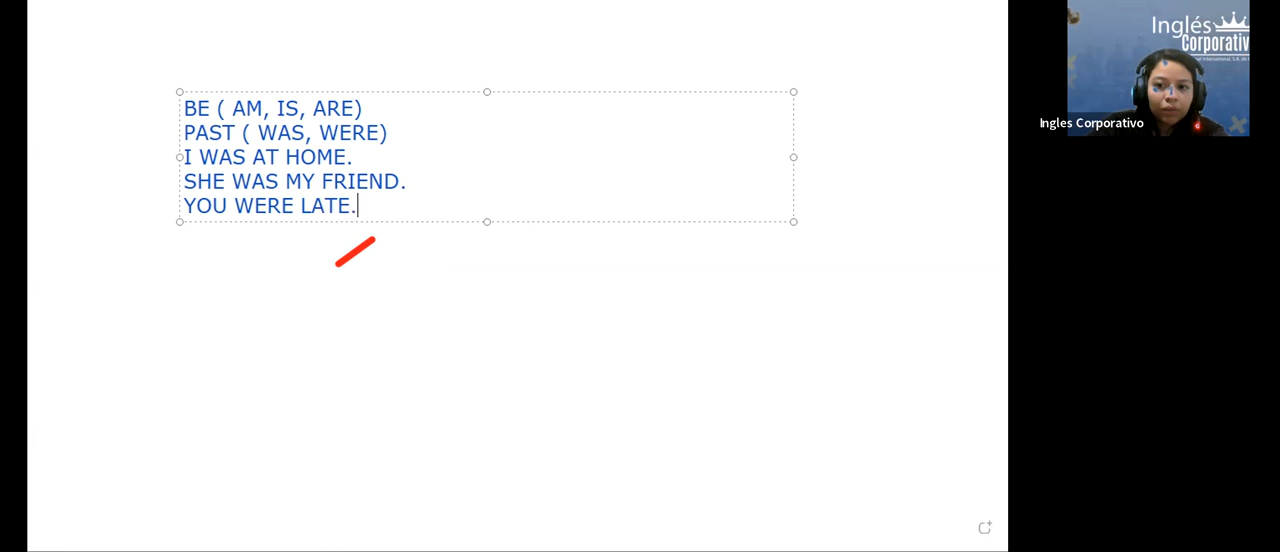 BE ( AM, IS, ARE)
PAST ( WAS, WERE)
I WAS AT HOME.
SHE WAS MY FRIEND.
YOU WERE LATE.
Inglés
Corporativ
Ingles Corporativo